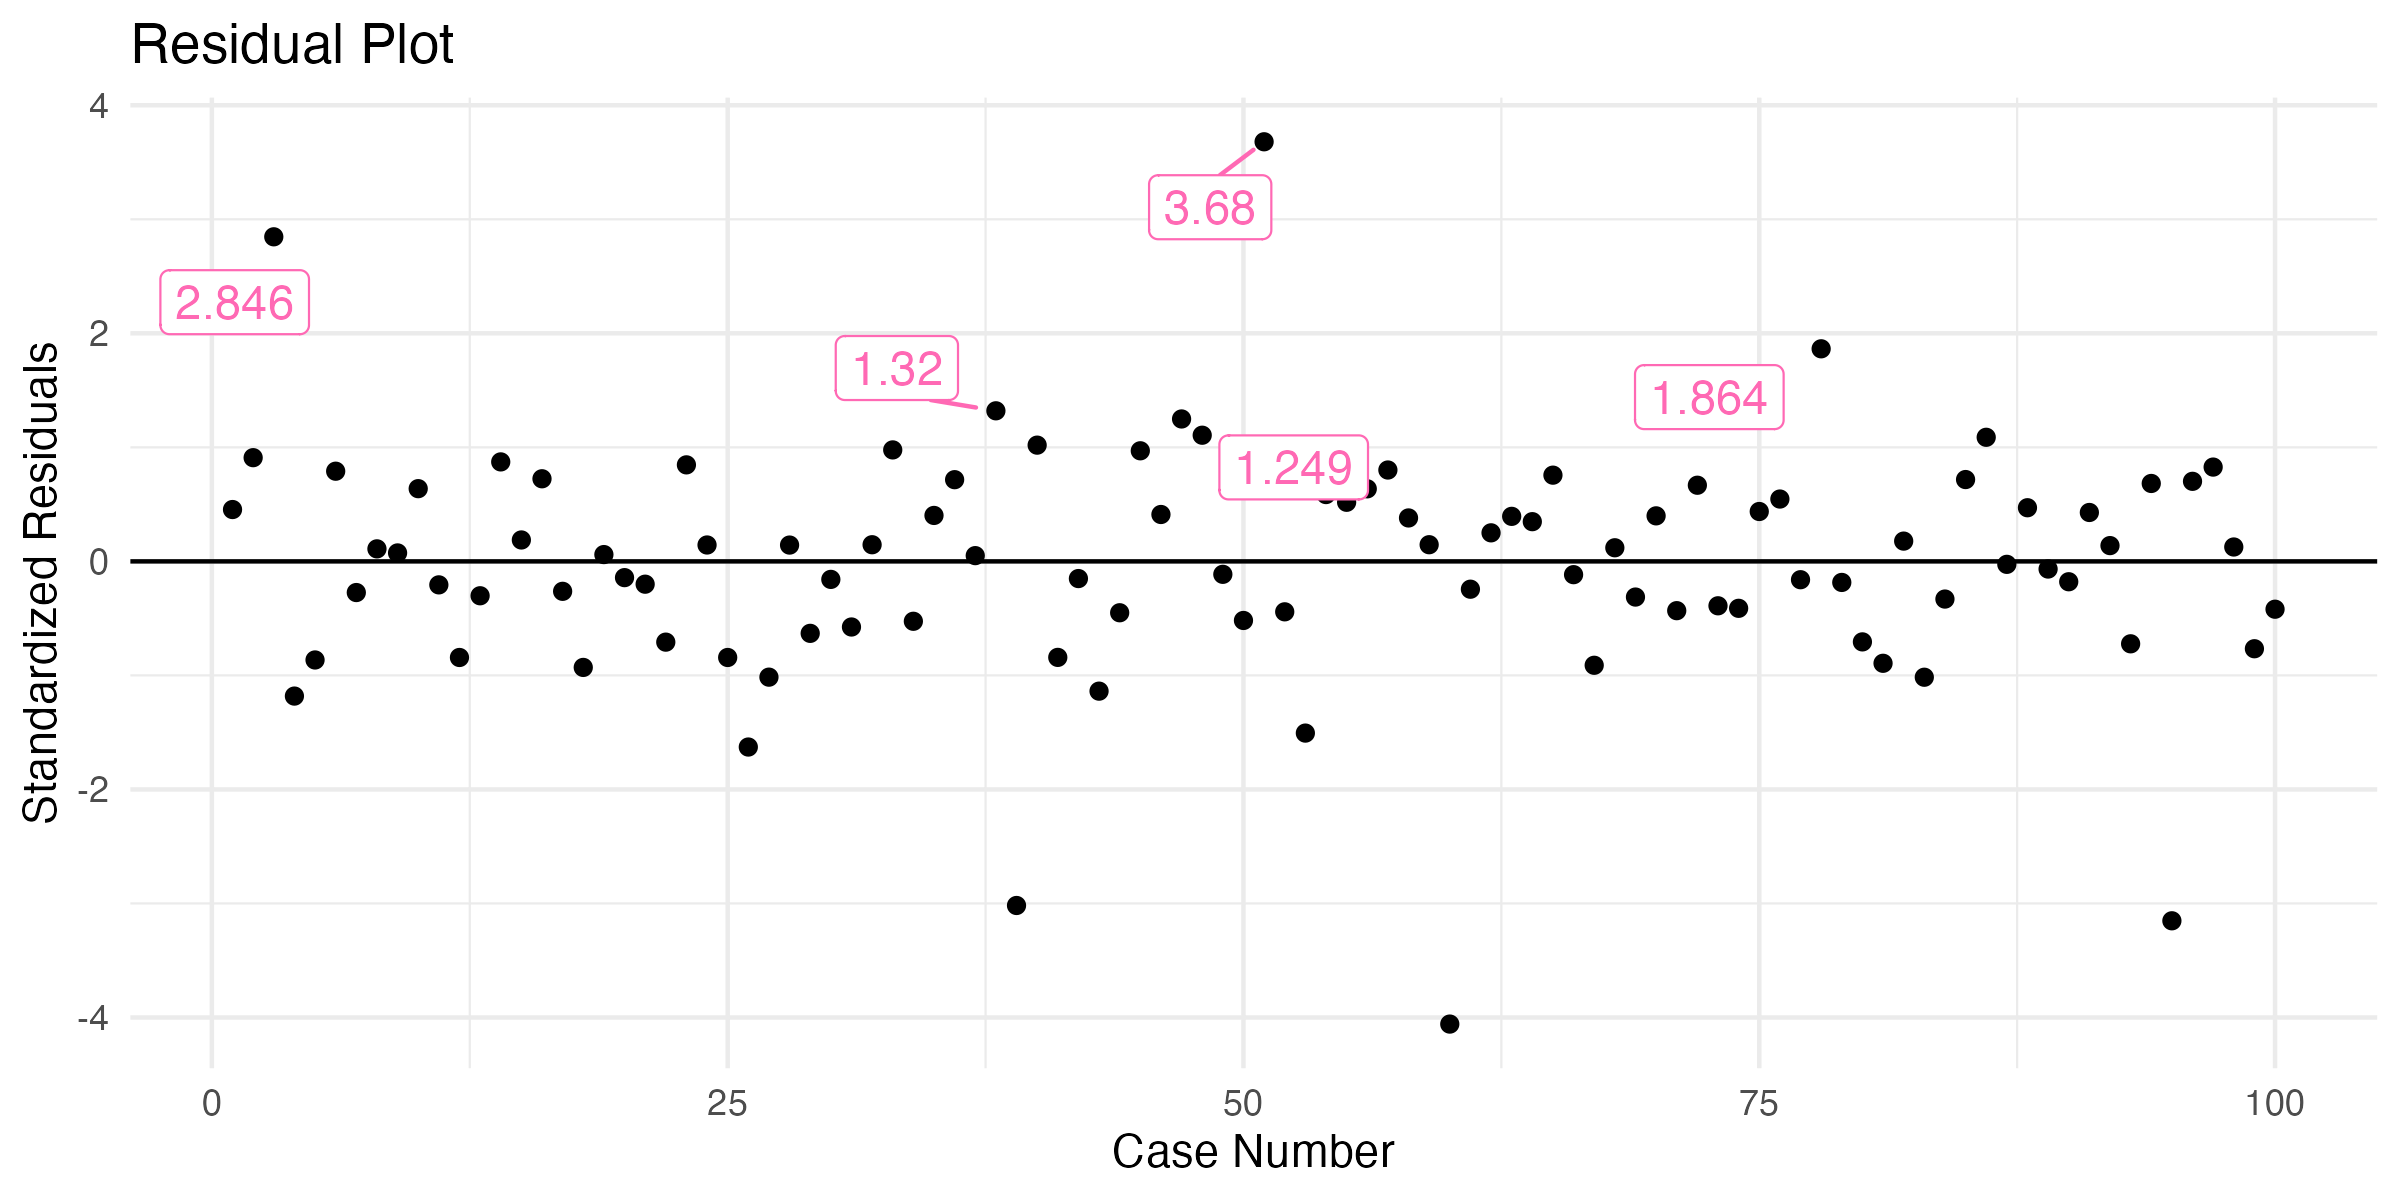 Residual Plot
4
3.68
2.846
2
1.32
1.864
1.249
0
-2
-4
Standardized Residuals
0 25 50 75 100
Case Number